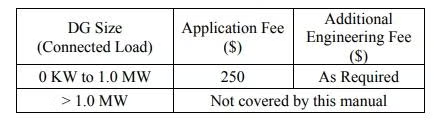 DG Size
(Connected Load)
Application Fee
($)
Additional
Engineering Fee
($)
0 KW to 1.0 MW
250
As Required
> 1.0 MW
Not covered by this manual